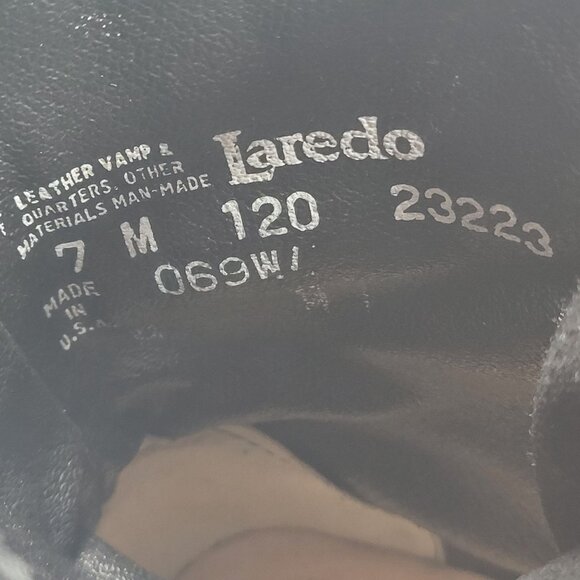 Laredo
LEATHER VAMP &
QUARTERS, OTHER
MATERIALS MAN-MADE
7 M 120 23223
069W/
MADE
IN
U.S.A.